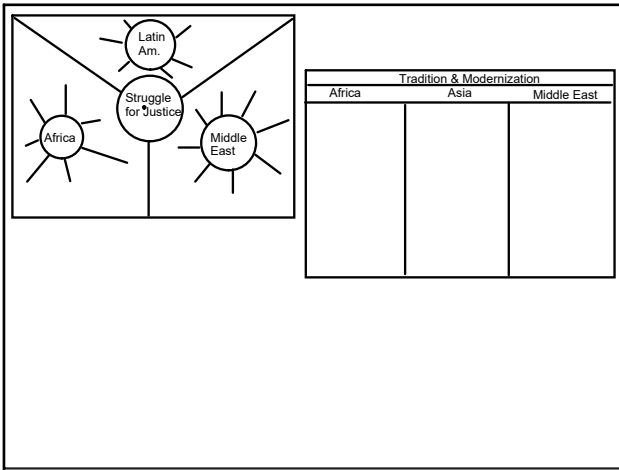 Latin
Am.
Struggle
for Justice
Africa
Middle
East
Tradition & Modernization
Africa
Asia
Middle East